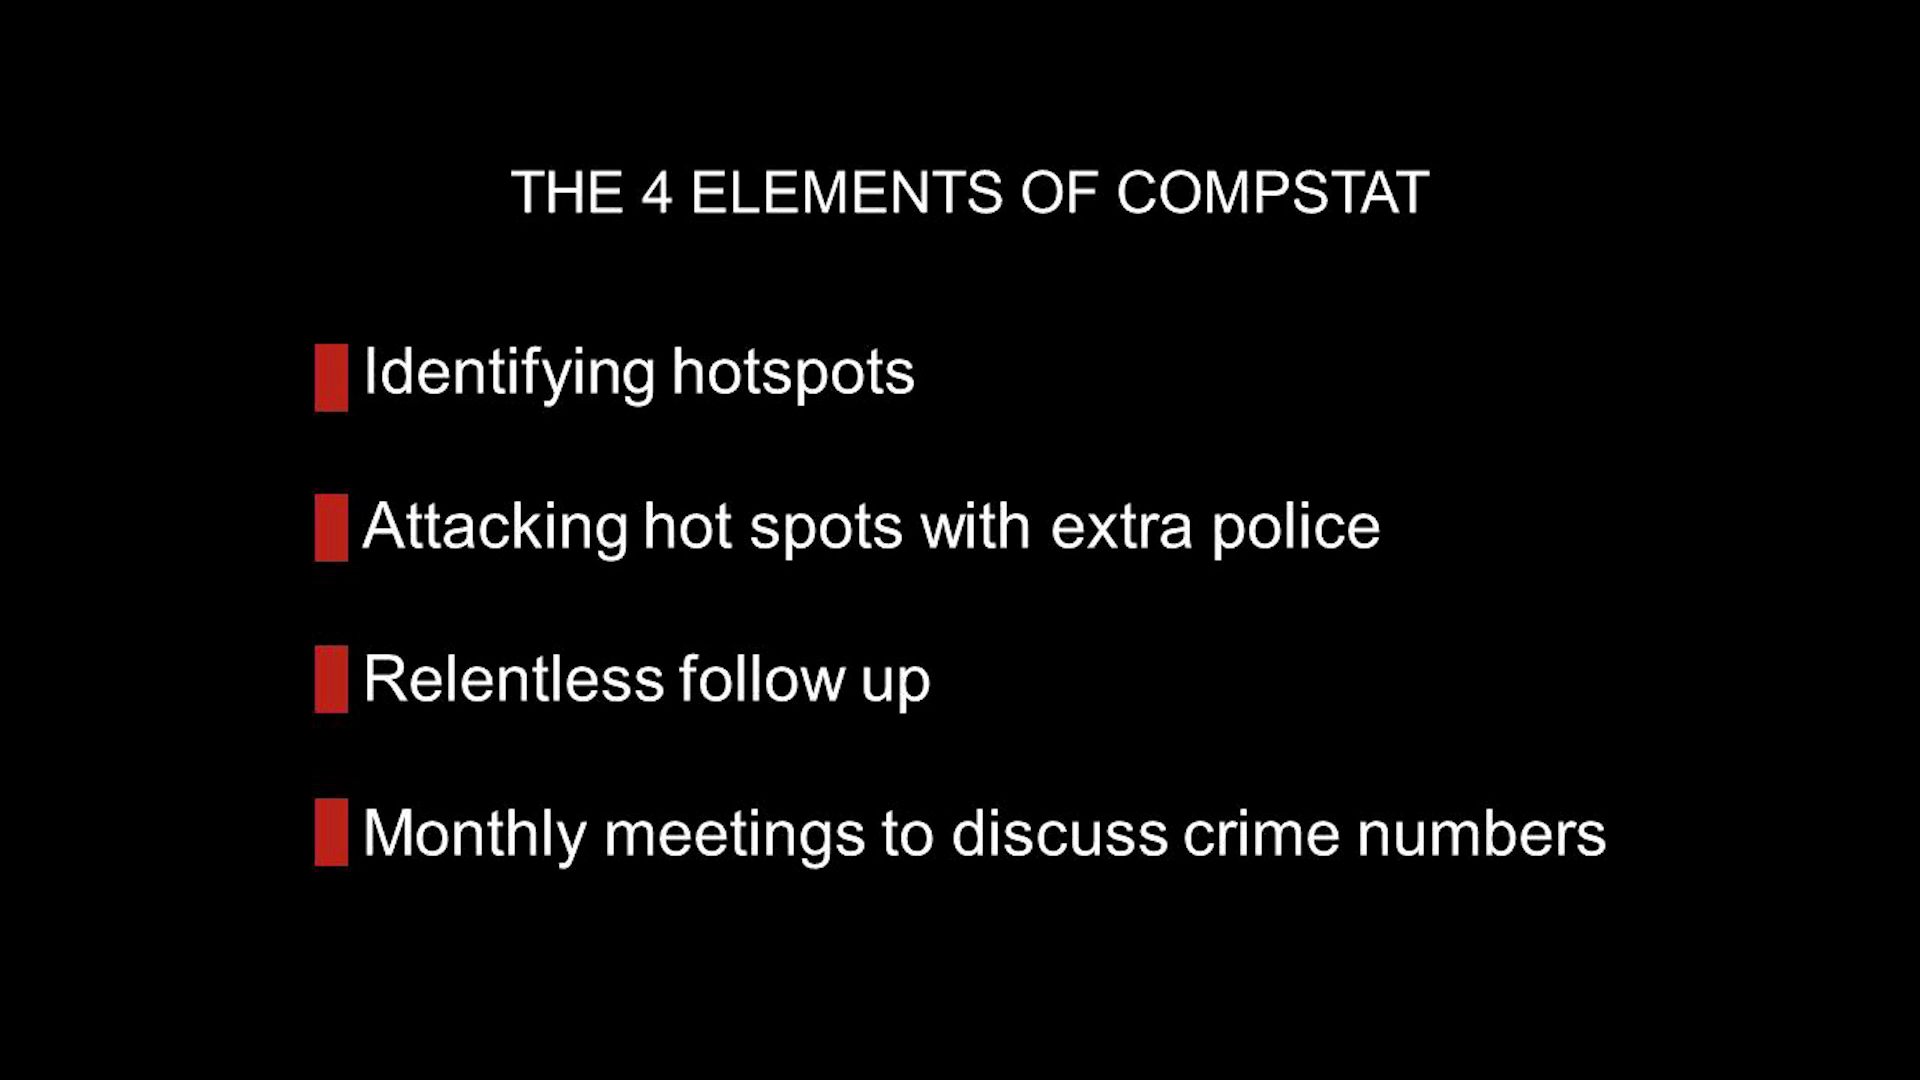 THE 4 ELEMENTS OF COMPSTAT
Identifying hotspots
Attacking hot spots with extra police
Relentless follow up
Monthly meetings to discuss crime numbers